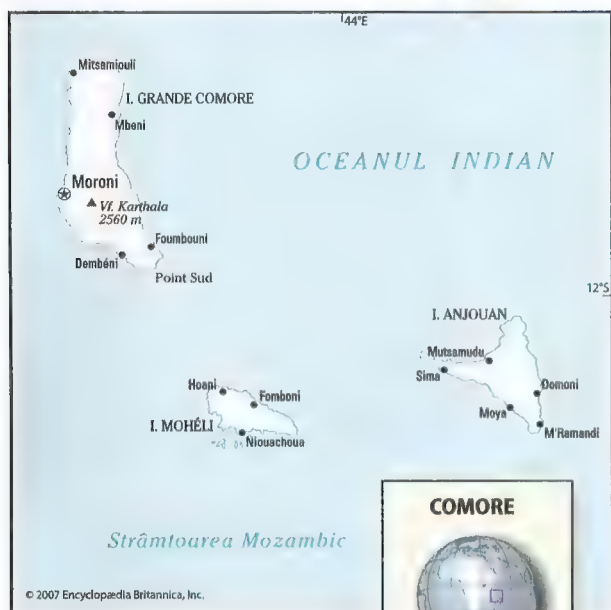 44°E
Mitsamiouli
I. GRANDE COMORE
Mbeni
OCEANUL INDIAN
Moroni
Vf. Karthala
2560 m
Foumbouni
Dembéni
Point Sud
12°S
I. ANJOUAN
Mutsamudu
Sima
Hoani
Domoni
Fomboni
Moya
I. MOHÉLI
M'Ramandi
Niouachoua
COMORE
Strâmtoarea Mozambic
© 2007 Encyclopædia Britannica, Inc.